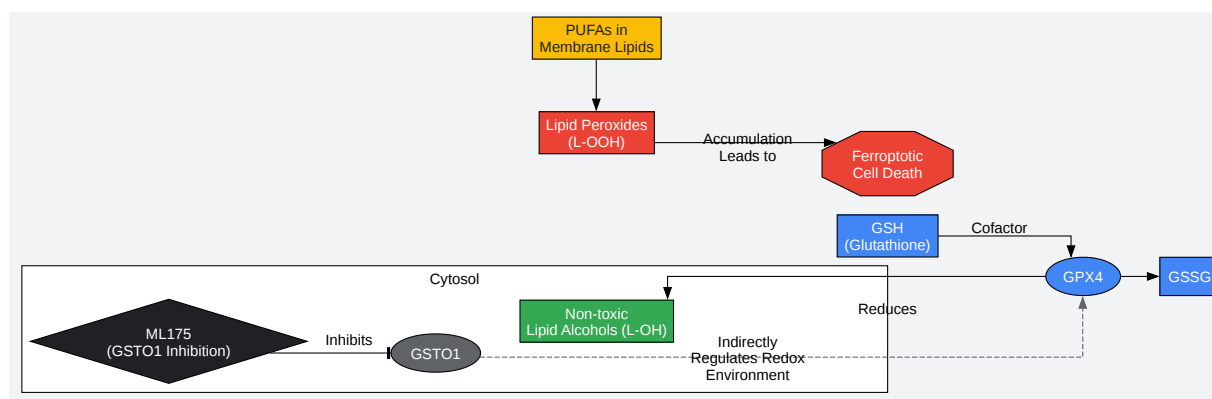 PUFAs in
Membrane Lipids
Lipid Peroxides
(L-OOH)
Accumulation
Leads to
Ferroptotic
Cell Death
GSH
(Glutathione)
Cofactor
GPX4
GSSG
Cytosol
Non-toxic
Lipid Alcohols (L-OH)
Reduces
ML175
(GSTO1 Inhibition)
Inhibits
GSTO1
Indirectly
Regulates Redox
Environment